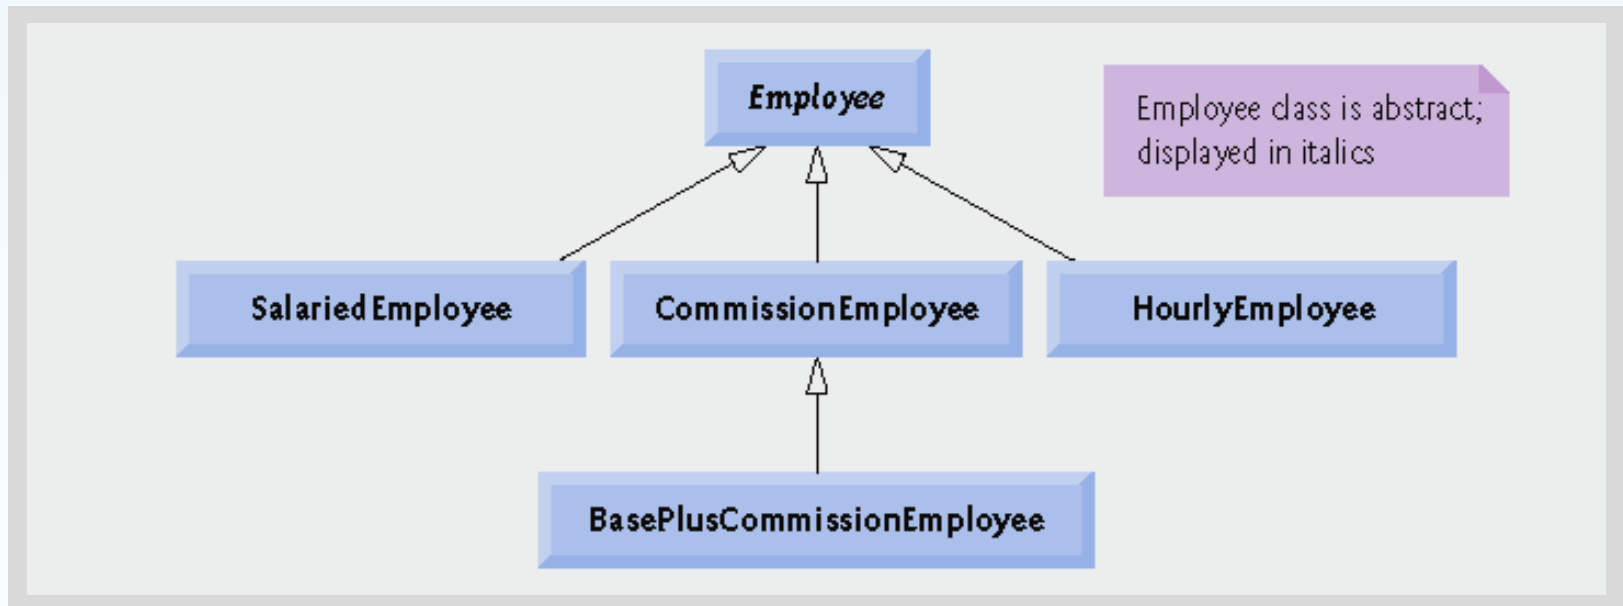 Employee
Employee class is abstract;
displayed in italics
SalariedEmployee
CommissionEmployee
HourlyEmployee
BasePlusCommissionEmployee